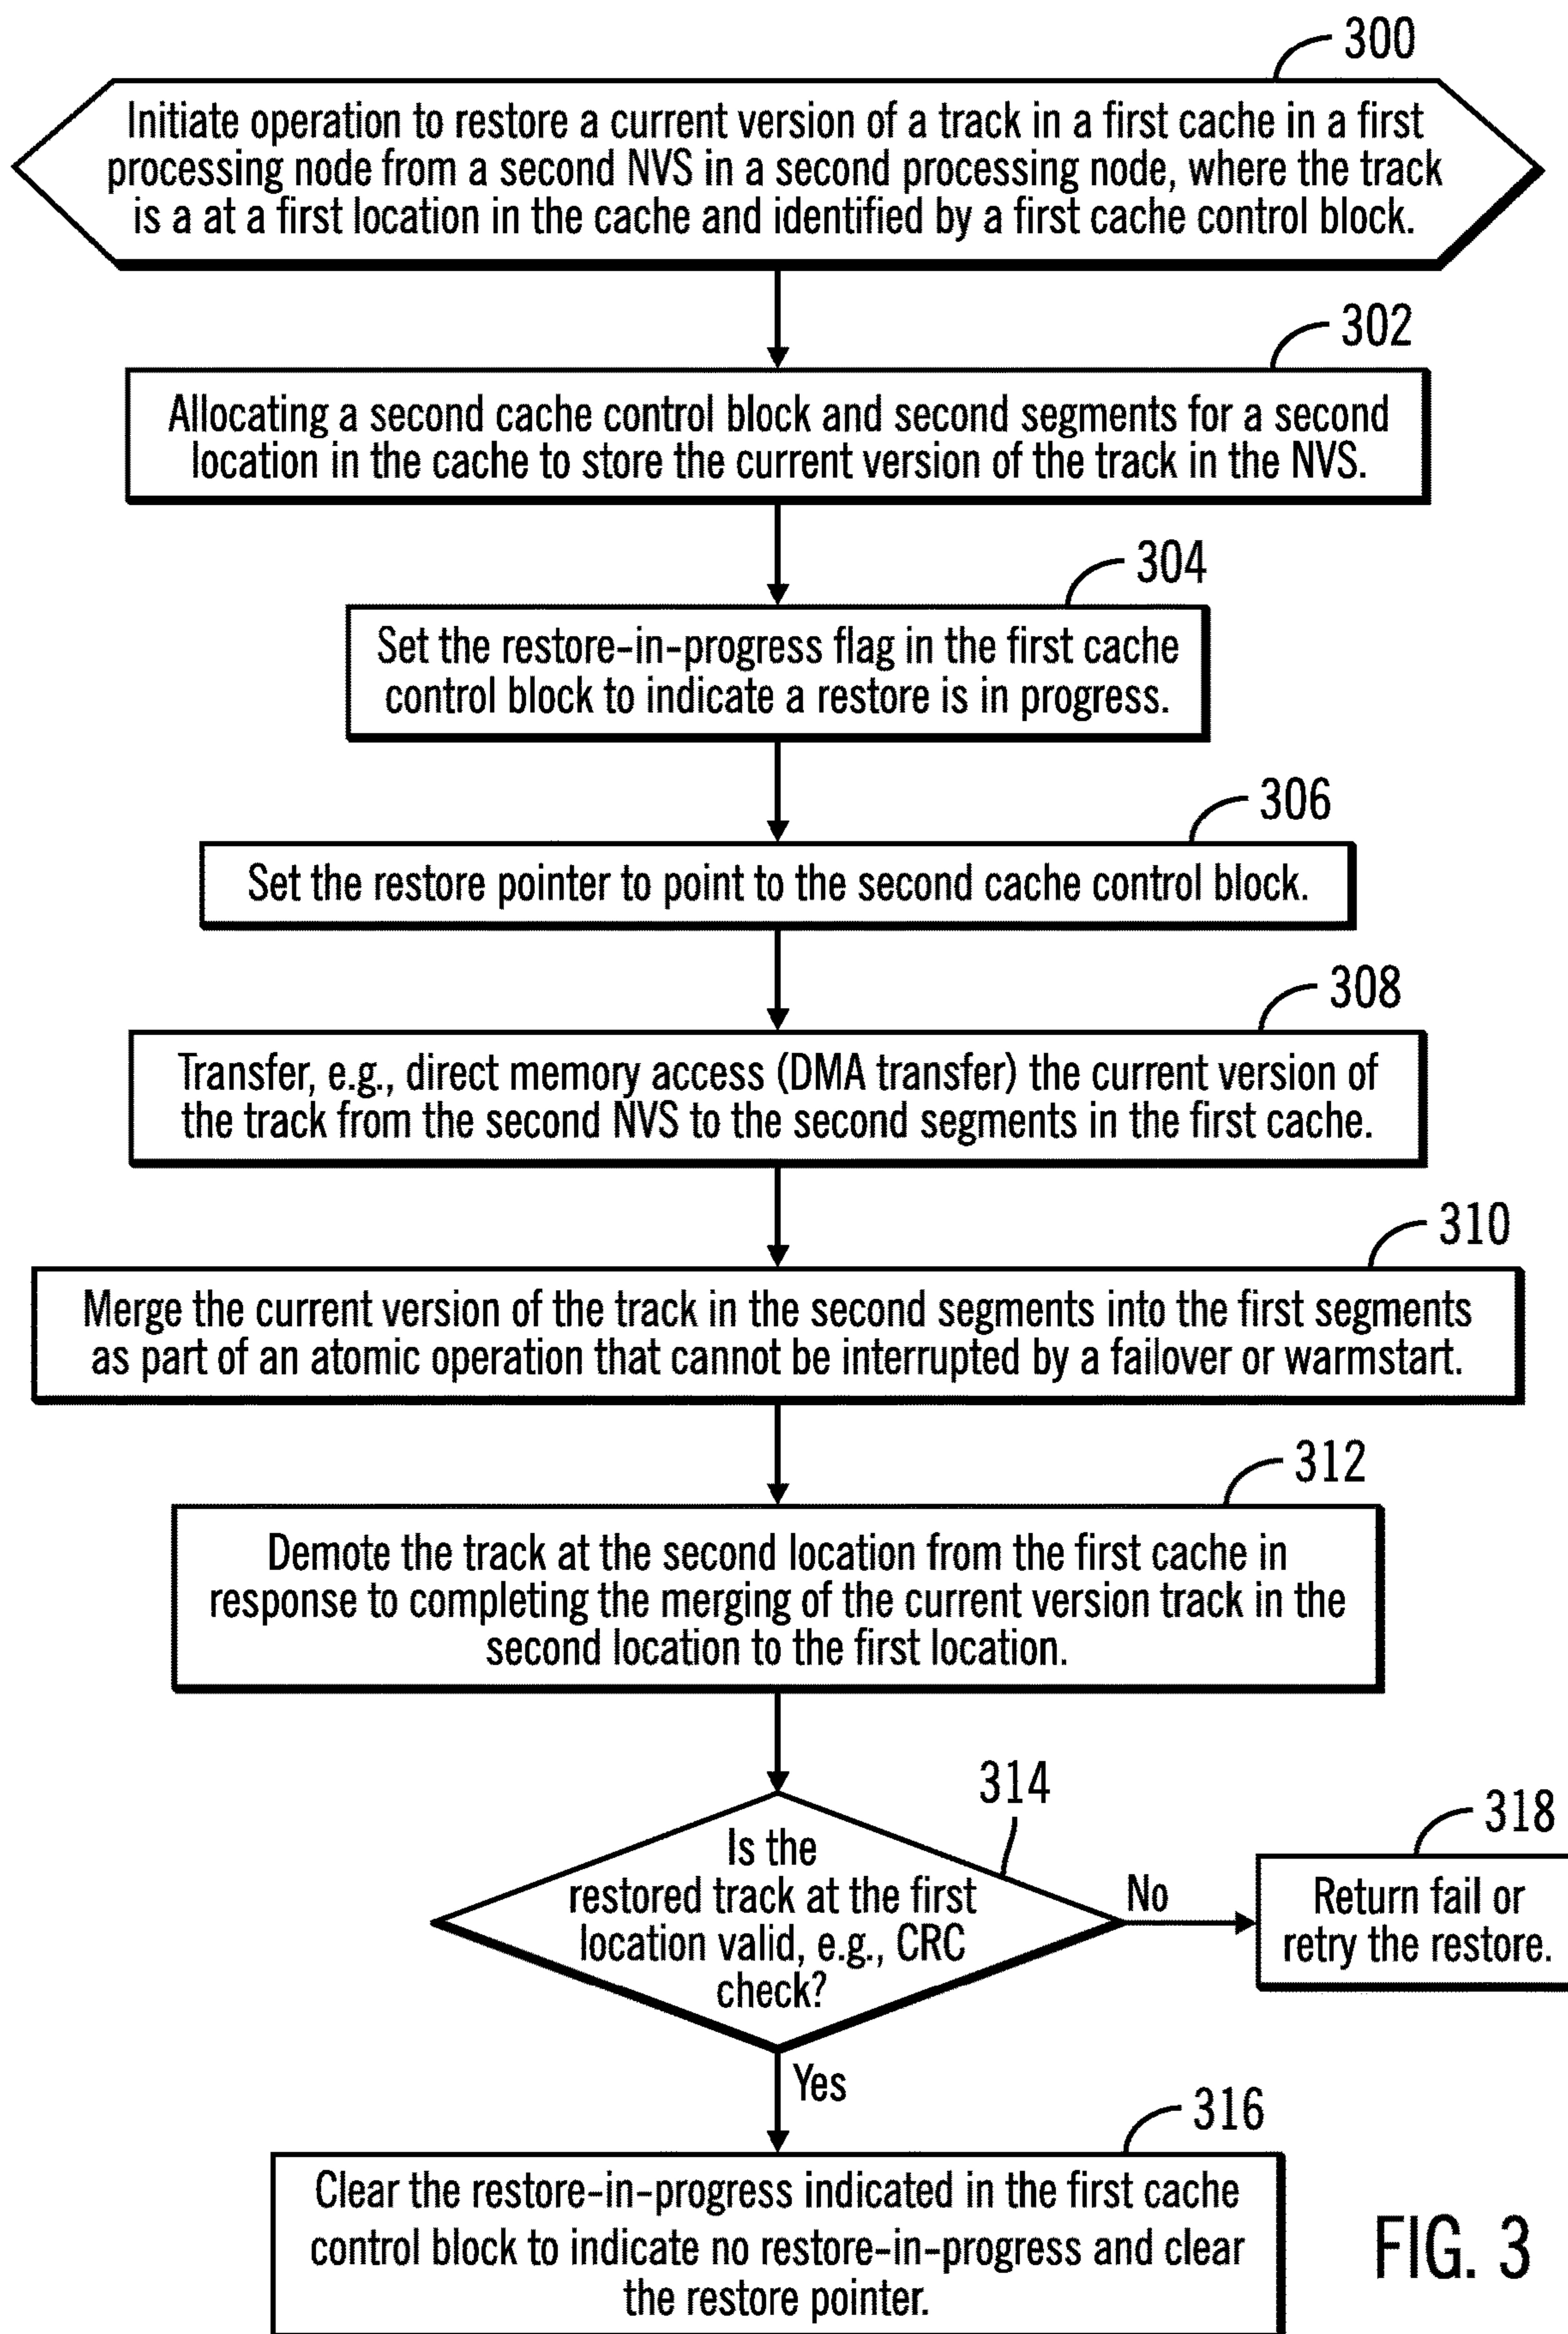 300
Initiate operation to restore a current version of a track in a first cache in a first
processing node from a second NVS in a second processing node, where the track
is a at a first location in the cache and identified by a first cache control block.
302
Allocating a second cache control block and second segments for a second
location in the cache to store the current version of the track in the NVS.
304
Set the restore-in-progress flag in the first cache
control block to indicate a restore is in progress.
306
Set the restore pointer to point to the second cache control block.
308
Transfer, e.g., direct memory access (DMA transfer) the current version of
the track from the second NVS to the second segments in the first cache.
310
Merge the current version of the track in the second segments into the first segments
as part of an atomic operation that cannot be interrupted by a failover or warmstart.
312
Demote the track at the second location from the first cache in
response to completing the merging of the current version track in the
second location to the first location.
314
Is the
restored track at the first
location valid, e.g., CRC
check?
No
318
Return fail or
retry the restore.
Yes
316
Clear the restore-in-progress indicated in the first cache
control block to indicate no restore-in-progress and clear
the restore pointer.
FIG. 3